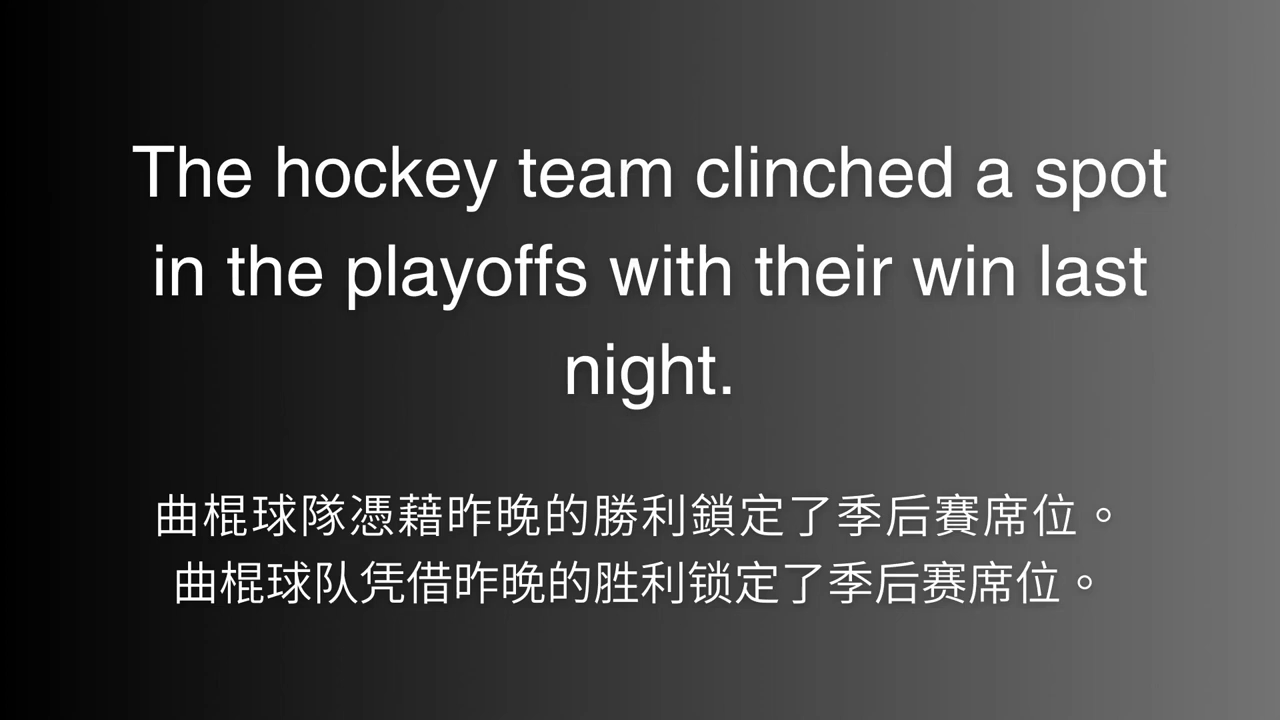 The hockey team clinched a spot
in the playoffs with their win last
night.
曲棍球隊憑藉昨晚的勝利鎖定了季后賽席位。
曲棍球队凭借昨晚的胜利锁定了季后赛席位。